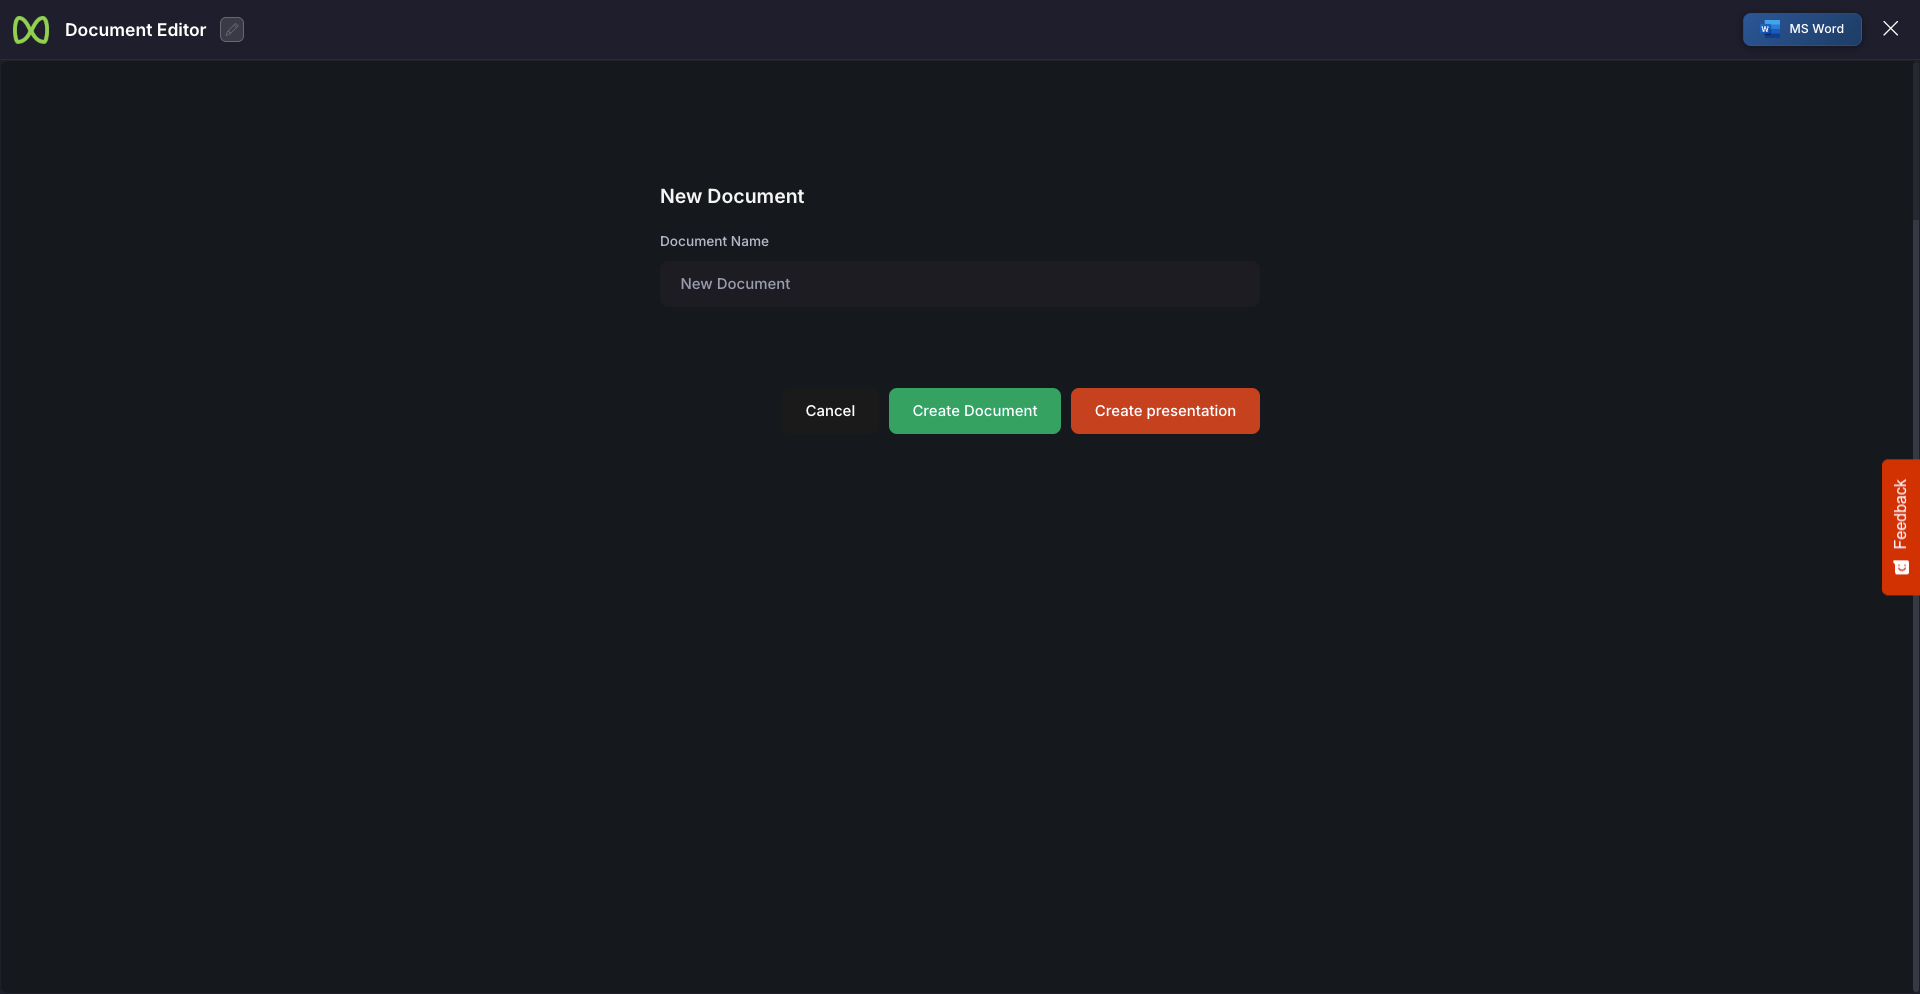 Document Editor
MS Word
New Document
Document Name
New Document
Cancel
Create Document
Create presentation
Feedback